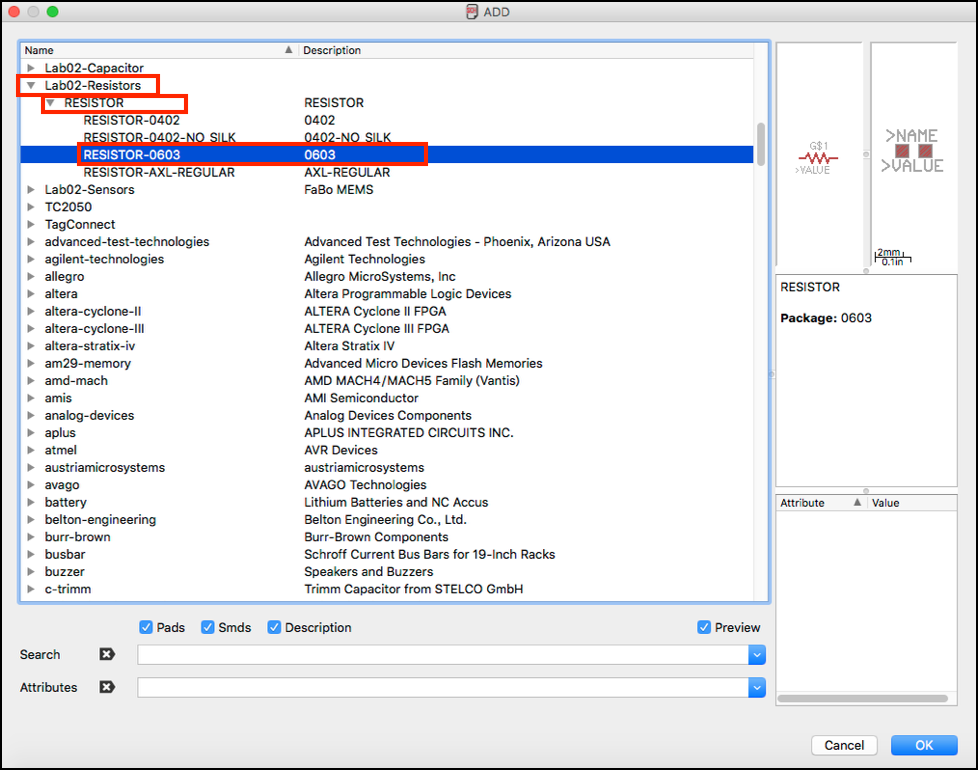 ADD
Name Description
Lab02-Capacitor
Lab02-Resistors
RESISTOR RESISTOR
RESISTOR-0402 0402
RESISTOR-0402-NO_SILK 0402-NO_SILK
RESISTOR-0603 0603
RESISTOR-AXL-REGULAR AXL-REGULAR
Lab02-Sensors FaBo MEMS
TC2050
TagConnect
advanced-test-technologies Advanced Test Technologies - Phoenix, Arizona USA
agilent-technologies Agilent Technologies
allegro Allegro MicroSystems, Inc
altera Altera Programmable Logic Devices
altera-cyclone-II ALTERA Cyclone II FPGA
altera-cyclone-III ALTERA Cyclone III FPGA
altera-stratix-iv Altera Stratix IV
am29-memory Advanced Micro Devices Flash Memories
amd-mach AMD MACH4/MACH5 Family (Vantis)
amis AMI Semiconductor
analog-devices Analog Devices Components
aplus APLUS INTEGRATED CIRCUITS INC.
atmel AVR Devices
austriamicrosystems austriamicrosystems
avago AVAGO Technologies
battery Lithium Batteries and NC Accus
belton-engineering Belton Engineering Co., Ltd.
burr-brown Burr-Brown Components
busbar Schroff Current Bus Bars for 19-Inch Racks
buzzer Speakers and Buzzers
c-trimm Trimm Capacitor from STELCO GmbH
G$1
>VALUE
>NAME
>VALUE
2mm
0.1in
RESISTOR
Package: 0603
Attribute Value
Pads Smds Description Preview
Search
Attributes
Cancel OK